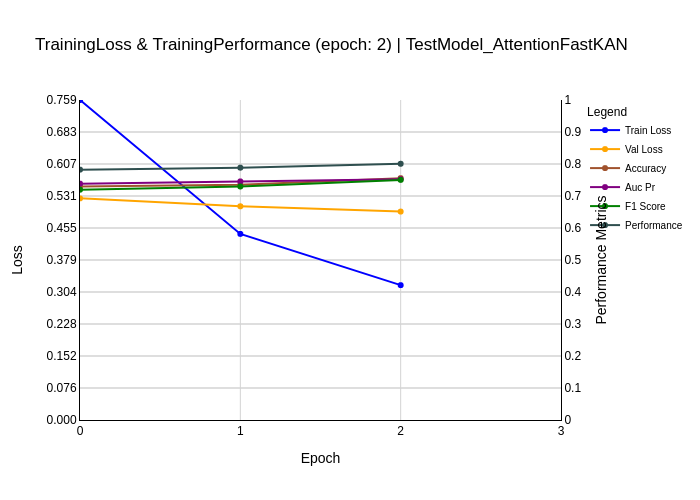 TrainingLoss & TrainingPerformance (epoch: 2) | TestModel_AttentionFastKAN
0.759
0.683
0.607
0.531
0.455
0.379
0.304
0.228
0.152
0.076
0.000
Loss
0
1
2
3
Epoch
1
0.9
0.8
0.7
0.6
0.5
0.4
0.3
0.2
0.1
0
Performance Metrics
Legend
Train Loss
Val Loss
Accuracy
Auc Pr
F1 Score
Performance